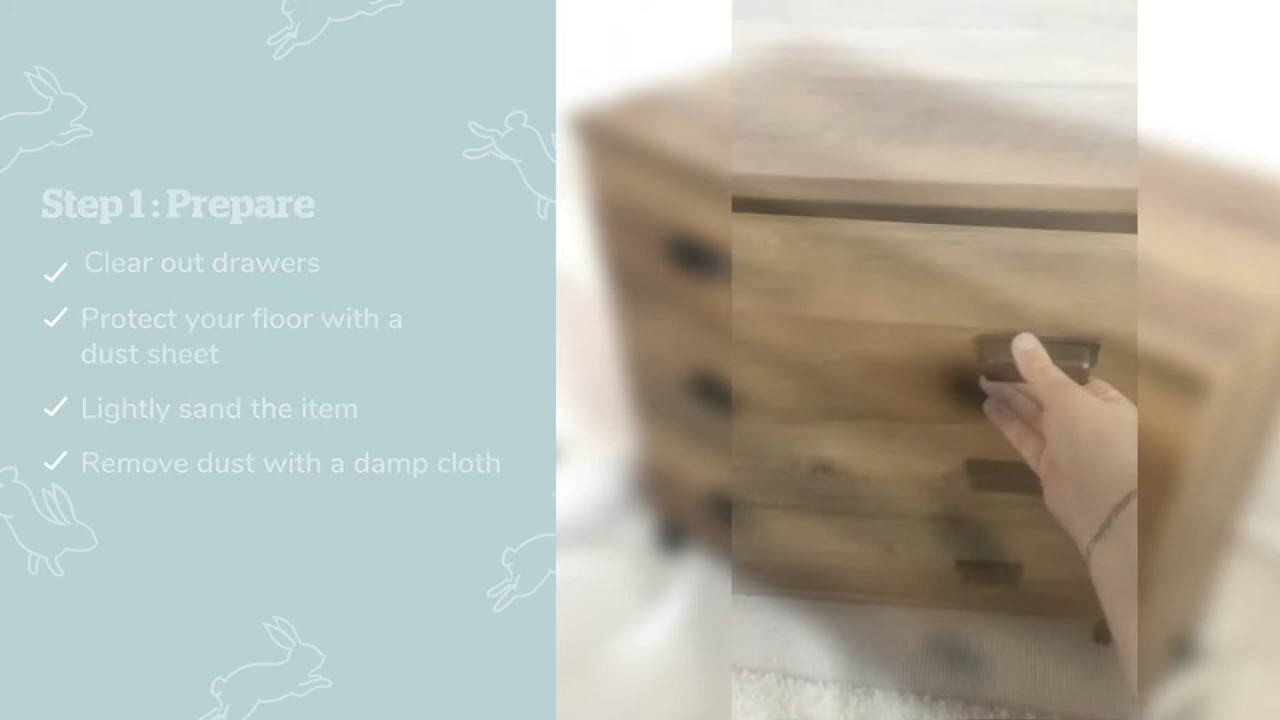 Step 1: Prepare
Clear out drawers
Protect your floor with a
dust sheet
Lightly sand the item
Remove dust with a damp cloth